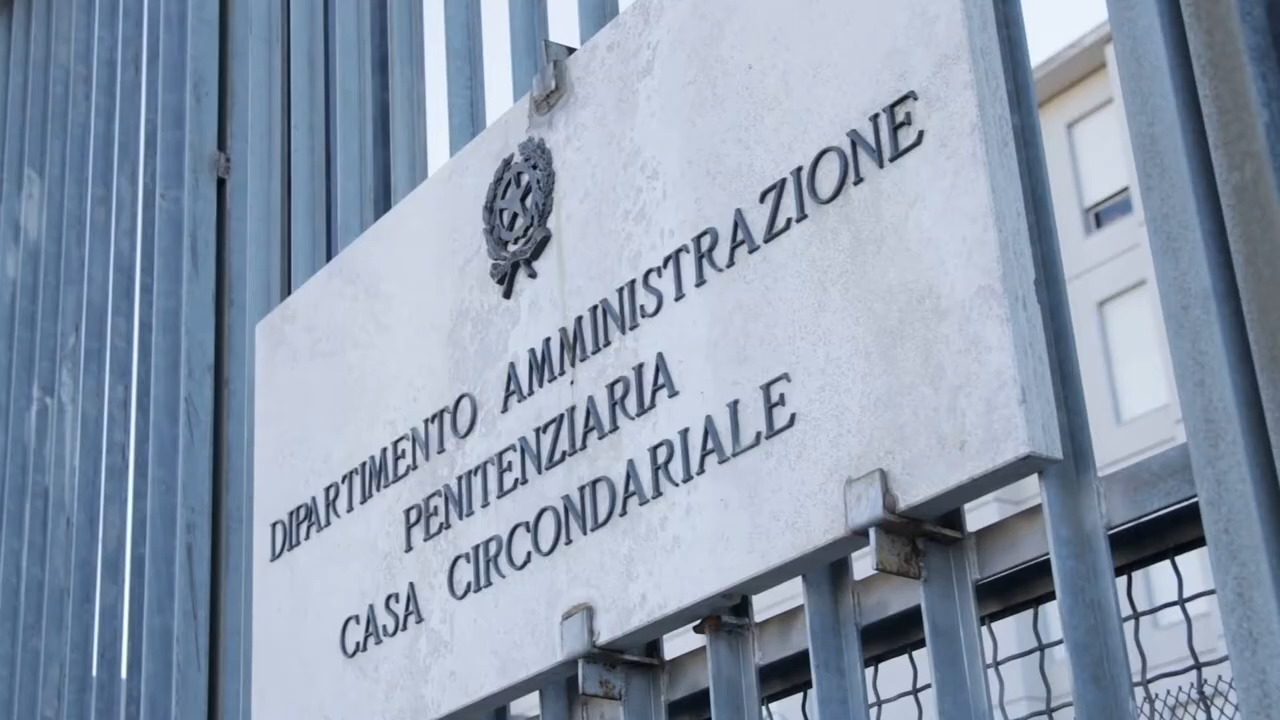 DIPARTIMENTO AMMINISTRAZIONE
PENITENZIARIA
CASA CIRCONDARIALE